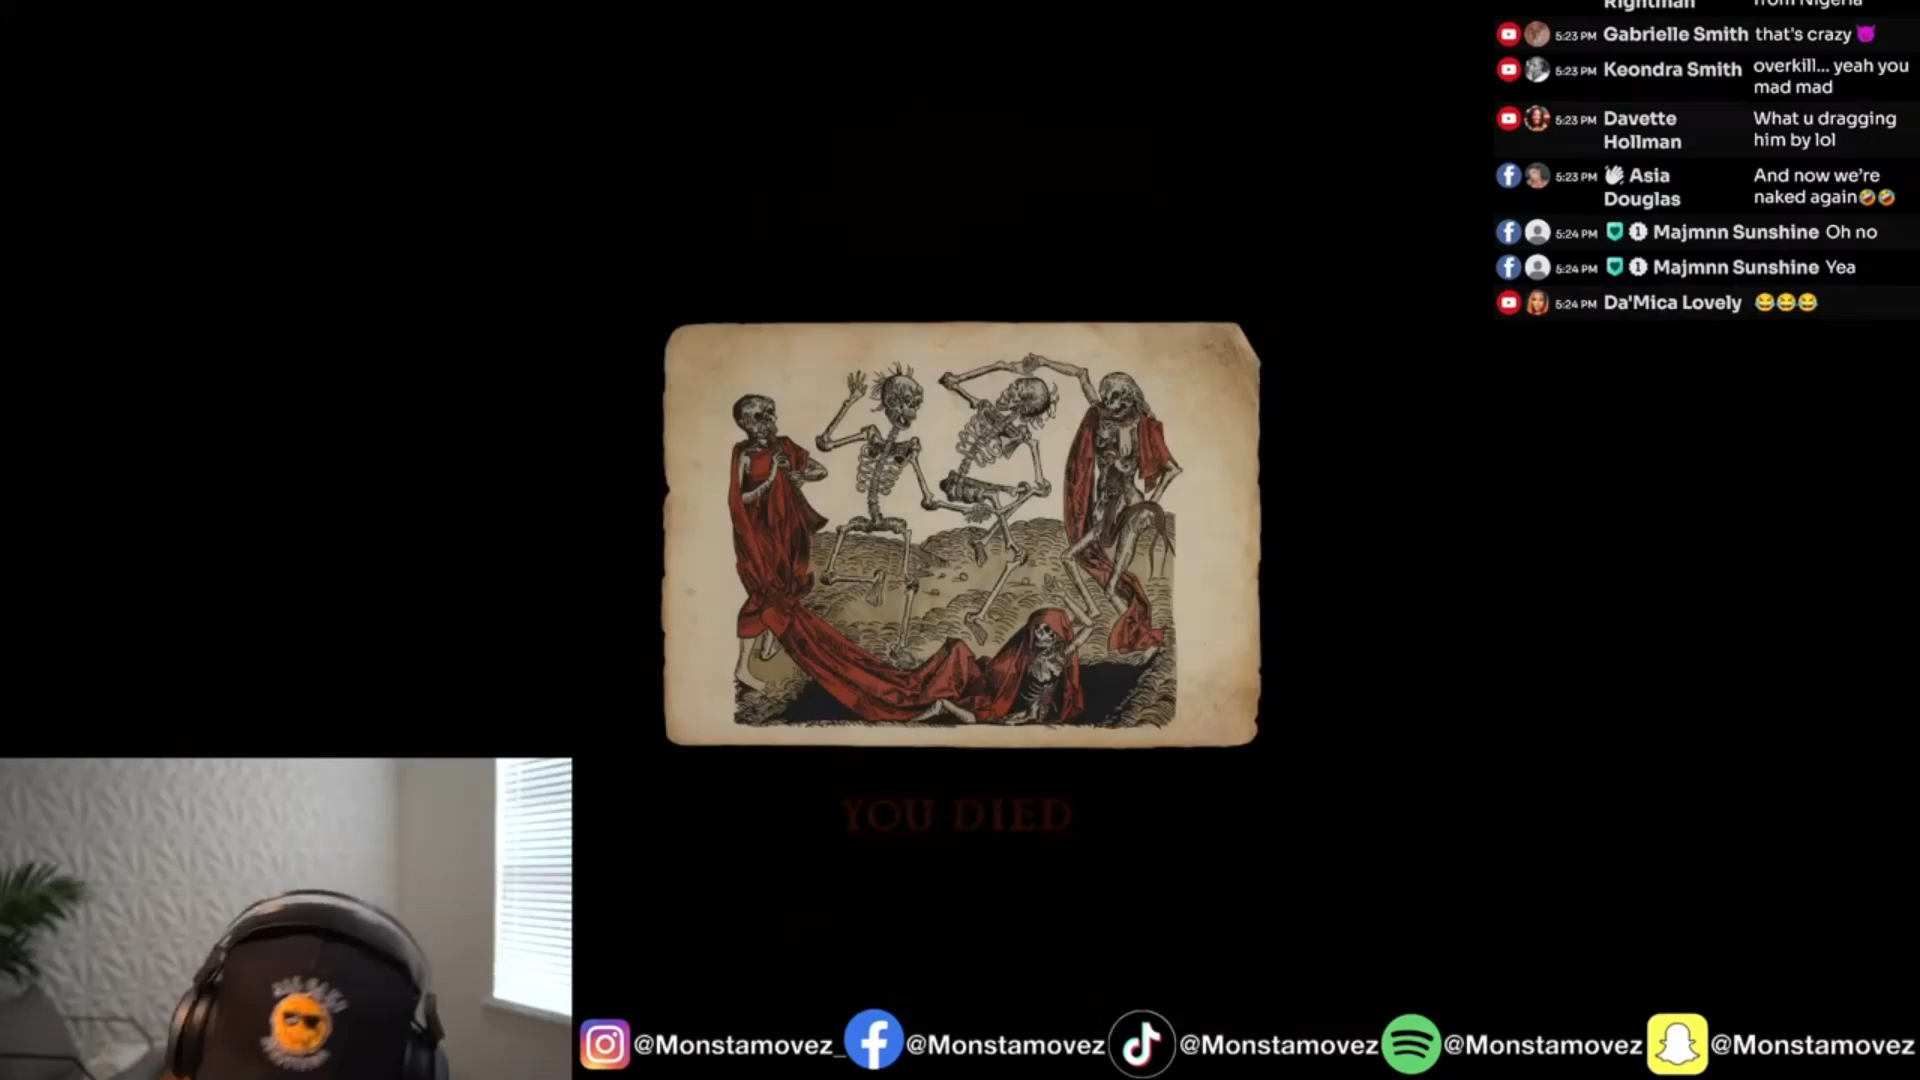 Rightman
from Nigeria
5:23 PM Gabrielle Smith that's crazy 😈
5:23 PM Keondra Smith overkill... yeah you
mad mad
5:23 PM Davette What u dragging
Hollman him by lol
5:23 PM 👋 Asia And now we're
Douglas naked again🤣🤣
5:24 PM Majmnn Sunshine Oh no
5:24 PM Majmnn Sunshine Yea
5:24 PM Da'Mica Lovely 😂😂😂
YOU DIED
@Monstamovez_ @Monstamovez @Monstamovez @Monstamovez @Monstamovez